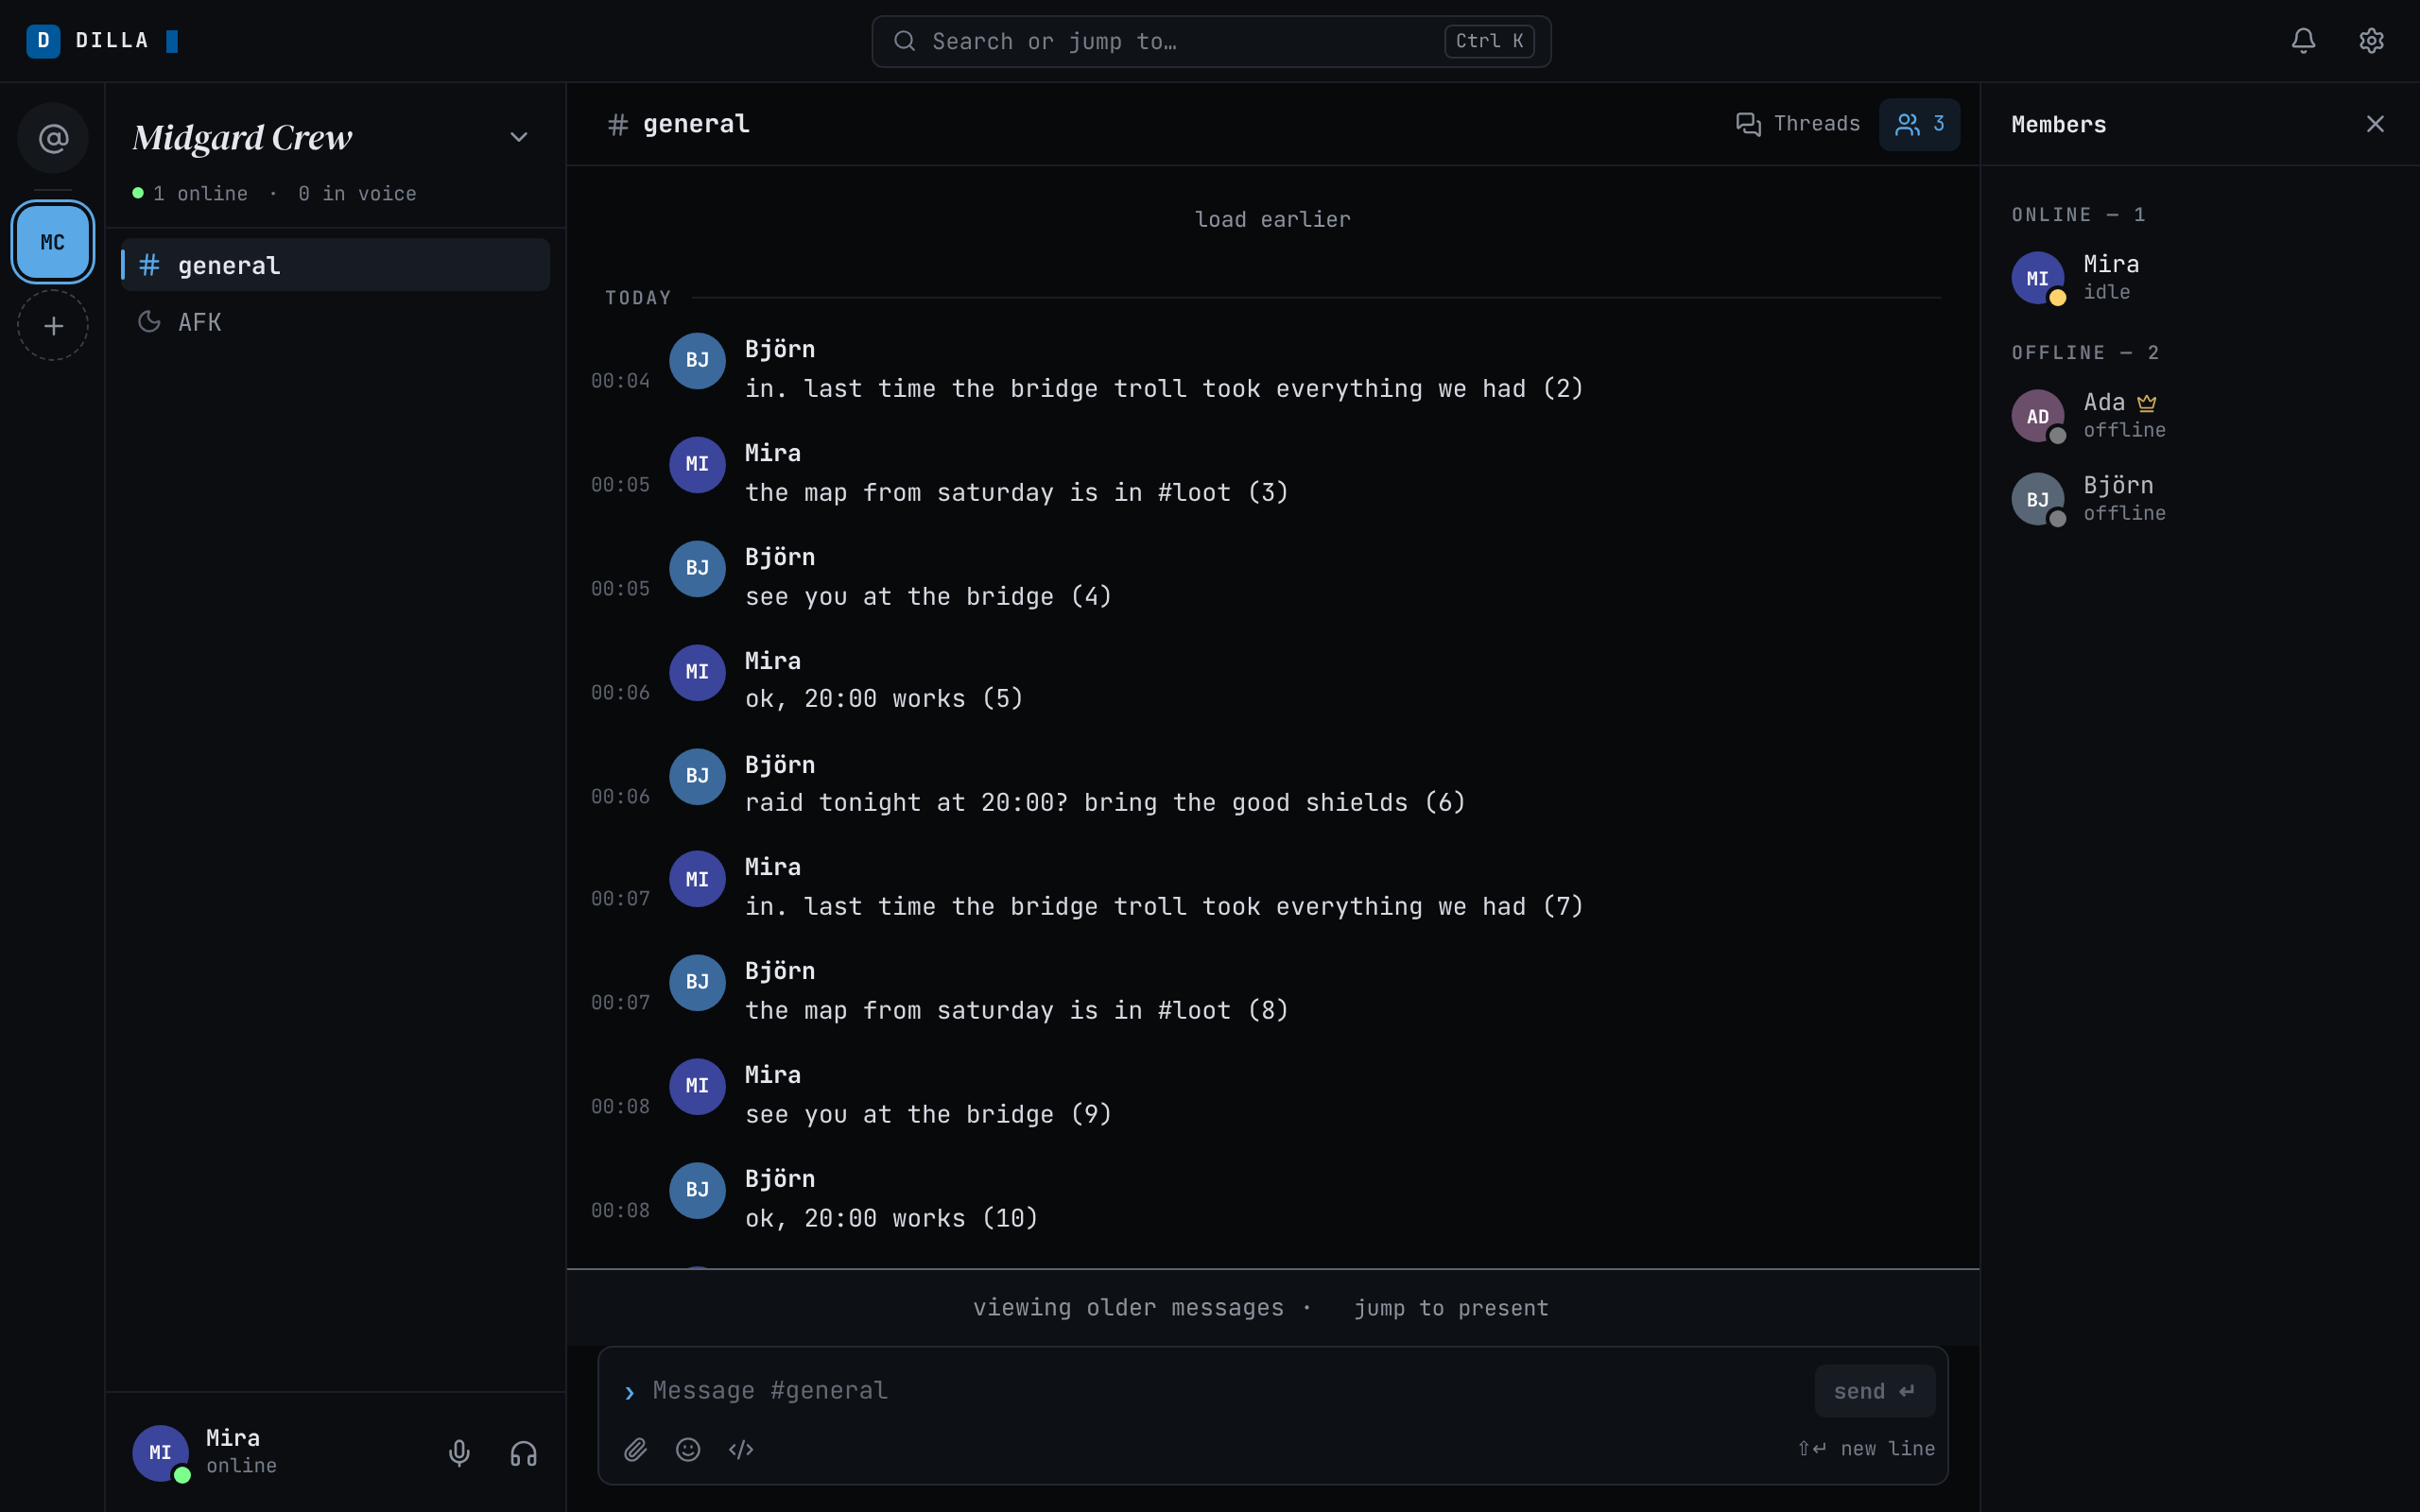 D DILLA
Search or jump to… Ctrl K
@
MC
Midgard Crew
1 online · 0 in voice
# general
AFK
MI
Mira
online
# general
Threads
3
load earlier
TODAY
BJ
Björn
00:04
in. last time the bridge troll took everything we had (2)
MI
Mira
00:05
the map from saturday is in #loot (3)
BJ
Björn
00:05
see you at the bridge (4)
MI
Mira
00:06
ok, 20:00 works (5)
BJ
Björn
00:06
raid tonight at 20:00? bring the good shields (6)
MI
Mira
00:07
in. last time the bridge troll took everything we had (7)
BJ
Björn
00:07
the map from saturday is in #loot (8)
MI
Mira
00:08
see you at the bridge (9)
BJ
Björn
00:08
ok, 20:00 works (10)
viewing older messages · jump to present
› Message #general
send ↵
⇧↵ new line
Members
ONLINE — 1
MI
Mira
idle
OFFLINE — 2
AD
Ada
offline
BJ
Björn
offline